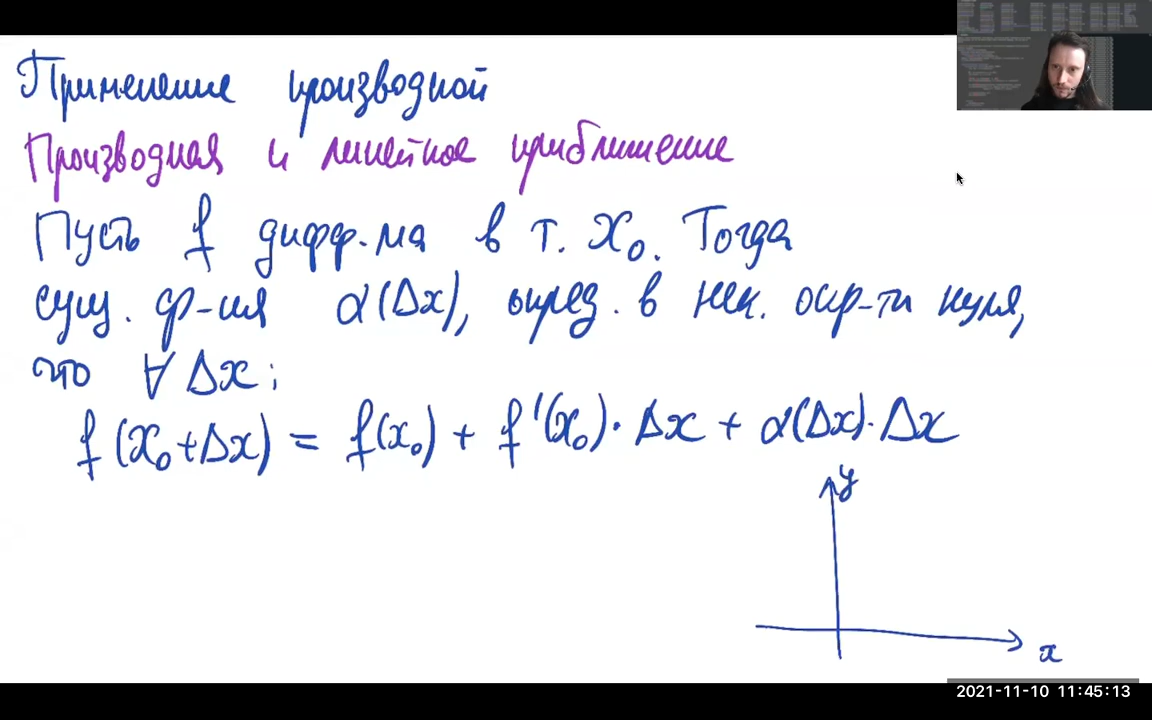 Применение производной
Производная и линейное приближение
Пусть f дифф-ма в т. x₀. Тогда
сущ. ф-ия α(Δx), опред. в нек. окр-ти нуля,
что ∀ Δx:
f(x₀+Δx) = f(x₀) + f'(x₀)·Δx + α(Δx)·Δx
y
x
2021-11-10 11:45:13